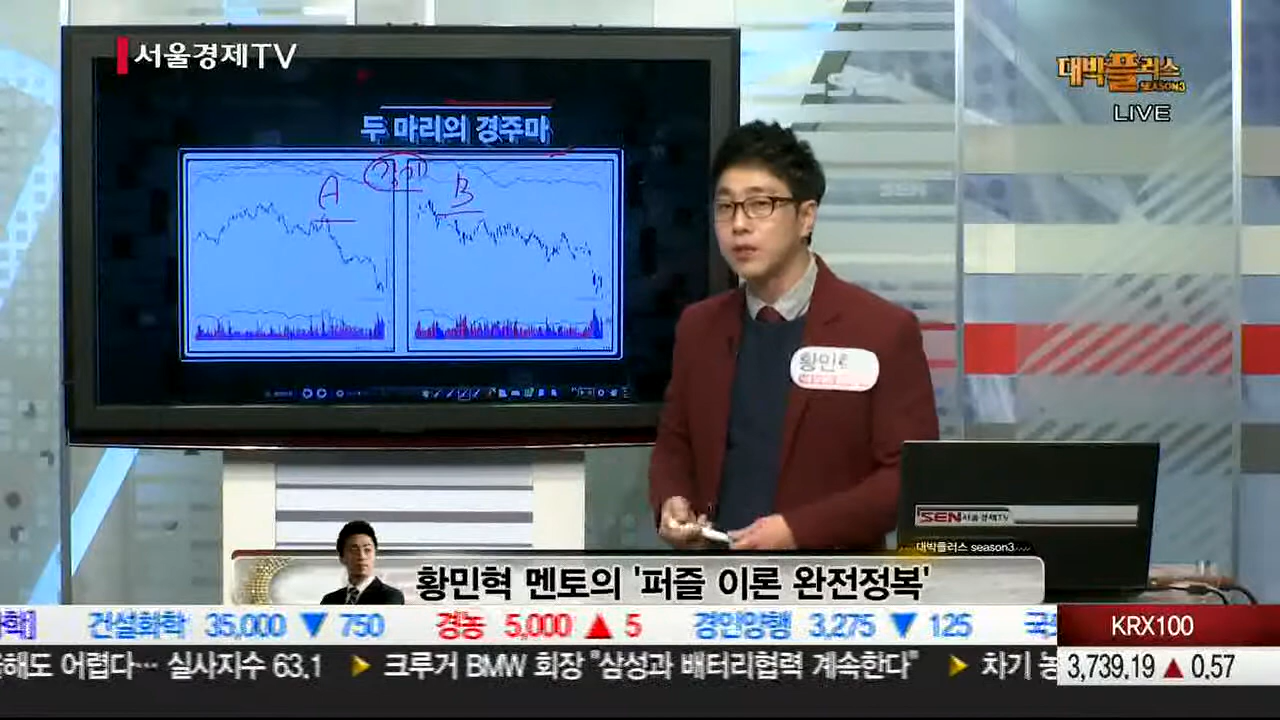 서울경제TV
대박플러스
SEASON3
LIVE
두 마리의 경주마
A
B
황민
SEN 서울경제TV
대박플러스 season3
황민혁 멘토의 '퍼즐 이론 완전정복'
학] 건설화학 35,000 ▼ 750 경농 5,000 ▲ 5 경인양행 3,275 ▼ 125
KRX100
해도 어렵다… 실사지수 63.1 ▶ 크루거 BMW 회장 "삼성과 배터리협력 계속한다" ▶ 차기
3,739.19 ▲ 0.57